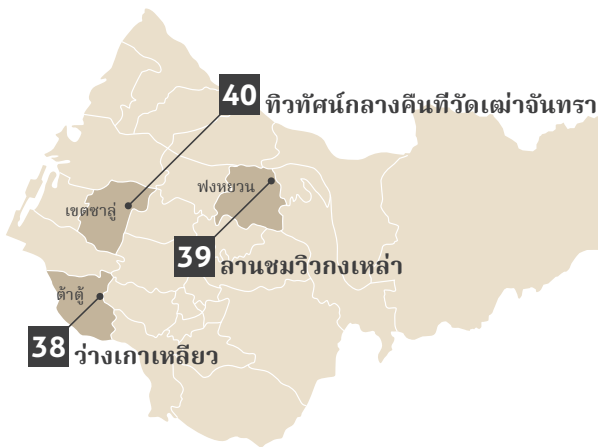 40 ทิวทัศน์กลางคืนที่วัดเฒ่าจันทรา
ฟงหยวน
เขตซาลู่
39 ลานชมวิวกงเหล่า
ต้าตู้
38 ว่างเกาเหลียว